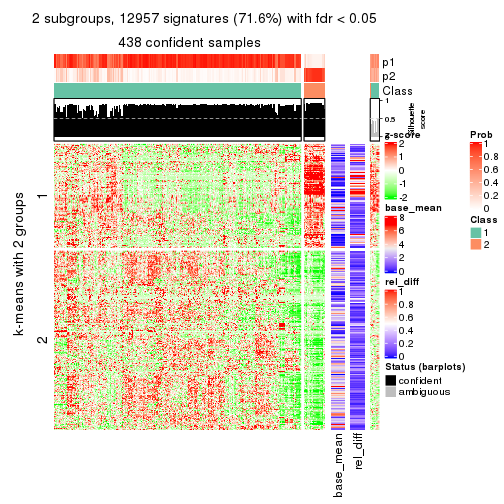 2 subgroups, 12957 signatures (71.6%) with fdr < 0.05
438 confident samples
p1
p2
Class
1
0.5
0
Silhouette
score
k-means with 2 groups
1
2
base_mean
rel_diff
z-score
2
1
0
-1
-2
base_mean
8
6
4
2
0
rel_diff
1
0.8
0.6
0.4
0.2
0
Status (barplots)
confident
ambiguous
Prob
1
0.8
0.6
0.4
0.2
0
Class
1
2